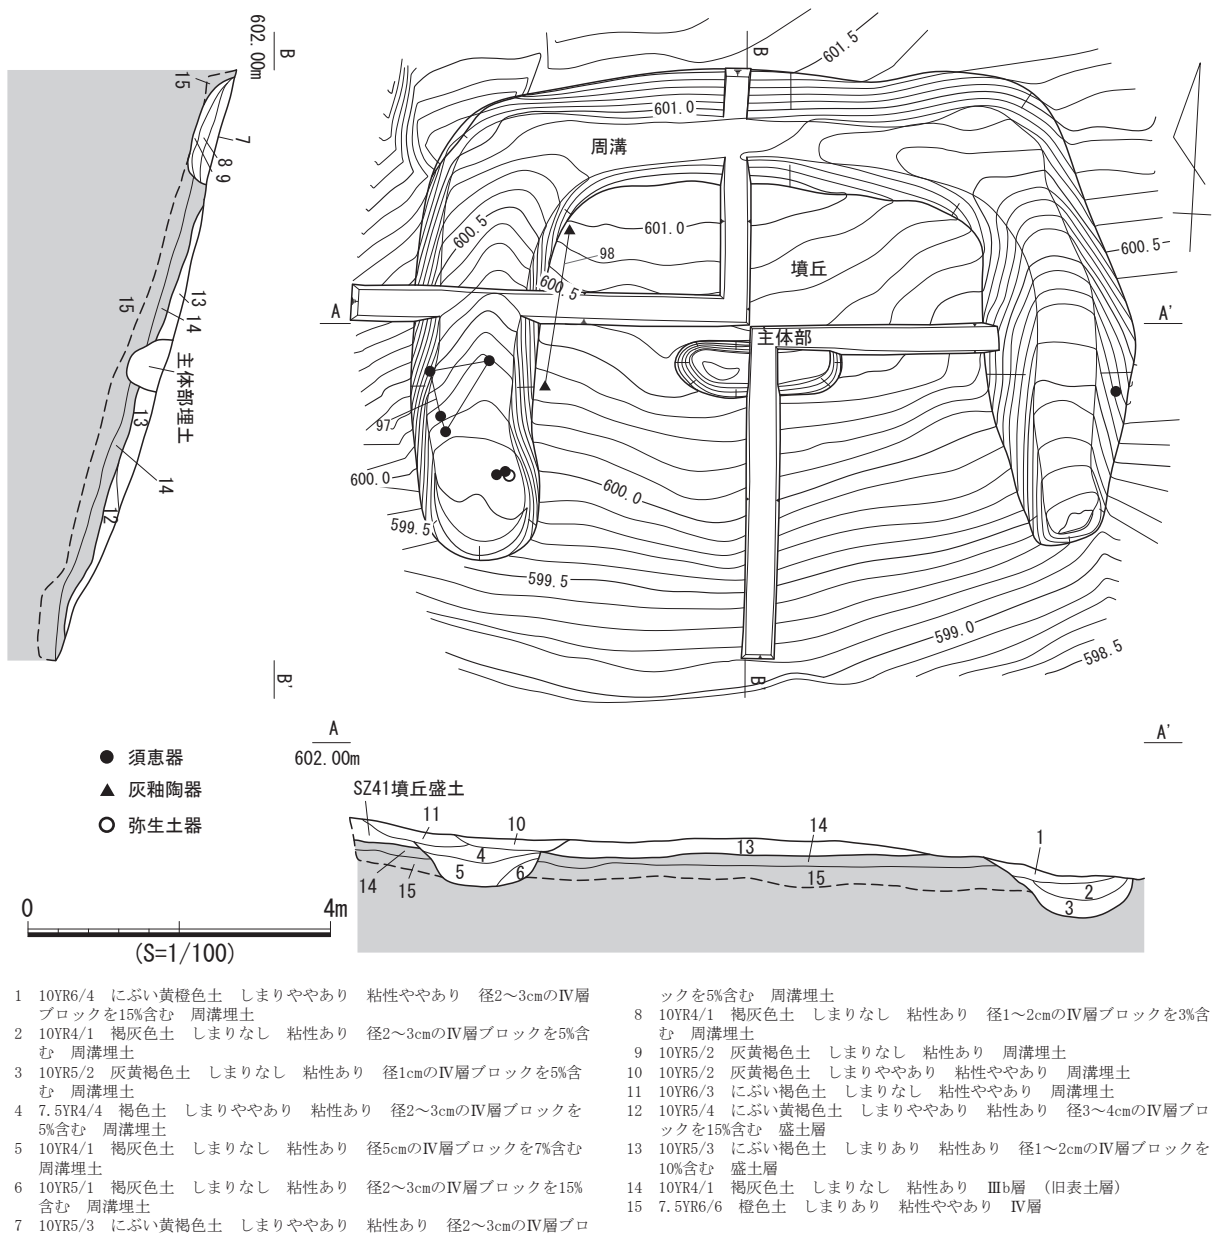 B
602.00m
15
7
8
9
15
13
14
主体部埋土
13
14
12
B'
B
601.5
601.0
周溝
600.5
601.0
98
600.5
墳丘
600.5
A
A'
主体部
97
600.0
600.0
599.5
599.5
599.0
598.5
B'
● 須恵器
▲ 灰釉陶器
○ 弥生土器
A
602.00m
A'
SZ41墳丘盛土
11
10
14
1
4
13
14
15
5
6
15
2
3
0
4m
(S=1/100)
1 10YR6/4 にぶい黄橙色土 しまりややあり 粘性ややあり 径2〜3cmのⅣ層
ブロックを15%含む 周溝埋土
2 10YR4/1 褐灰色土 しまりなし 粘性あり 径2〜3cmのⅣ層ブロックを5%含
む 周溝埋土
3 10YR5/2 灰黄褐色土 しまりなし 粘性あり 径1cmのⅣ層ブロックを5%含
む 周溝埋土
4 7.5YR4/4 褐色土 しまりややあり 粘性あり 径2〜3cmのⅣ層ブロックを
5%含む 周溝埋土
5 10YR4/1 褐灰色土 しまりなし 粘性あり 径5cmのⅣ層ブロックを7%含む
周溝埋土
6 10YR5/1 褐灰色土 しまりなし 粘性あり 径2〜3cmのⅣ層ブロックを15%
含む 周溝埋土
7 10YR5/3 にぶい黄褐色土 しまりややあり 粘性あり 径2〜3cmのⅣ層ブロ
ックを5%含む 周溝埋土
8 10YR4/1 褐灰色土 しまりなし 粘性あり 径1〜2cmのⅣ層ブロックを3%含
む 周溝埋土
9 10YR5/2 灰黄褐色土 しまりなし 粘性あり 周溝埋土
10 10YR5/2 灰黄褐色土 しまりややあり 粘性ややあり 周溝埋土
11 10YR6/3 にぶい褐色土 しまりなし 粘性ややあり 周溝埋土
12 10YR5/4 にぶい黄褐色土 しまりややあり 粘性あり 径3〜4cmのⅣ層ブロ
ックを15%含む 盛土層
13 10YR5/3 にぶい褐色土 しまりあり 粘性あり 径1〜2cmのⅣ層ブロックを
10%含む 盛土層
14 10YR4/1 褐灰色土 しまりなし 粘性あり Ⅲb層 (旧表土層)
15 7.5YR6/6 橙色土 しまりあり 粘性ややあり Ⅳ層